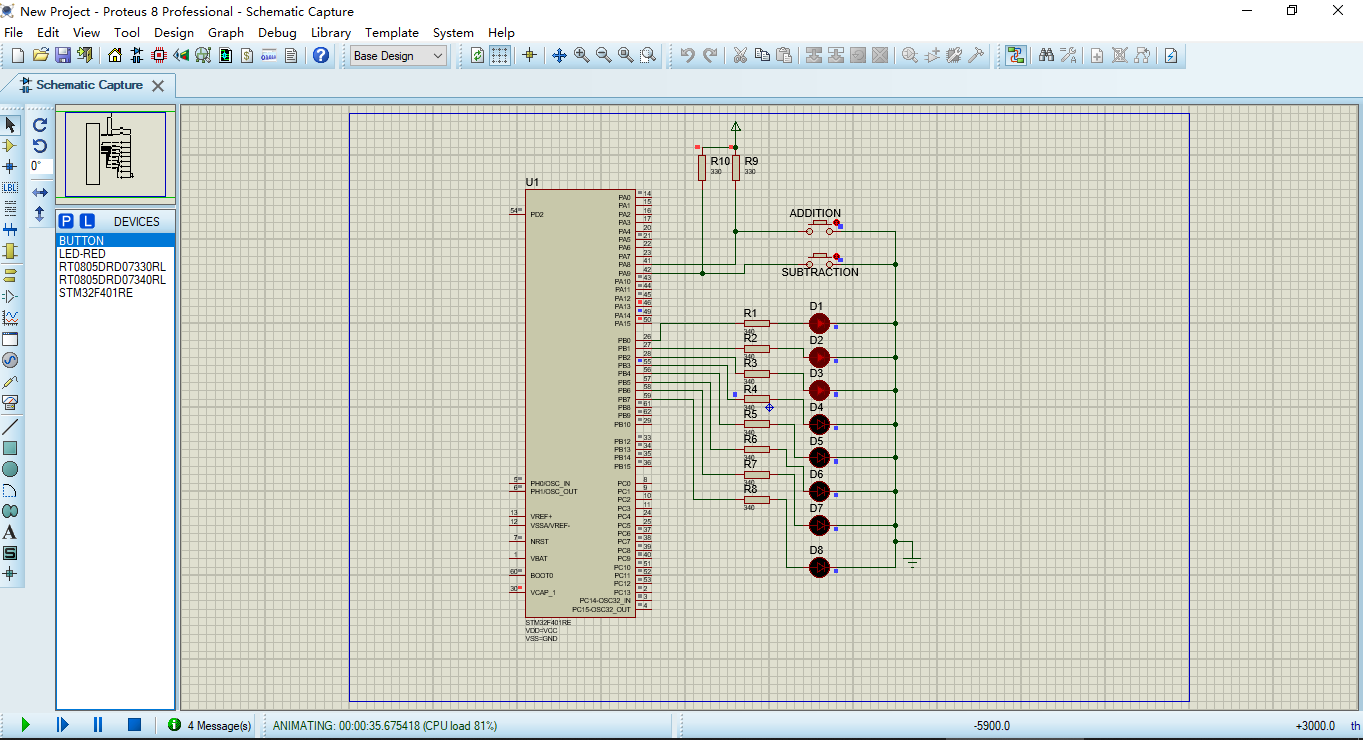 New Project - Proteus 8 Professional - Schematic Capture
File Edit View Tool Design Graph Debug Library Template System Help
Base Design
Schematic Capture
0°
P L DEVICES
BUTTON
LED-RED
RT0805DRD07330RL
RT0805DRD07340RL
STM32F401RE
LBL
A
S
R10 R9
330 330
U1
54 PD2
5 PH0/OSC_IN
6 PH1/OSC_OUT
13 VREF+
12 VSSA/VREF-
7 NRST
1 VBAT
60 BOOT0
30 VCAP_1
PA0 14
PA1 15
PA2 16
PA3 17
PA4 20
PA5 21
PA6 22
PA7 23
PA8 41
PA9 42
PA10 43
PA11 44
PA12 45
PA13 46
PA14 49
PA15 50
PB0 26
PB1 27
PB2 28
PB3 55
PB4 56
PB5 57
PB6 58
PB7 59
PB8 61
PB9 62
PB10 29
PB12 33
PB13 34
PB14 35
PB15 36
PC0 8
PC1 9
PC2 10
PC3 11
PC4 24
PC5 25
PC6 37
PC7 38
PC8 39
PC9 40
PC10 51
PC11 52
PC12 53
PC13 2
PC14-OSC32_IN 3
PC15-OSC32_OUT 4
STM32F401RE
VDD=VCC
VSS=GND
ADDITION
SUBTRACTION
R1
340
R2
340
R3
340
R4
340
R5
340
R6
340
R7
340
R8
340
D1
D2
D3
D4
D5
D6
D7
D8
4 Message(s) ANIMATING: 00:00:35.675418 (CPU load 81%) -5900.0 +3000.0 th